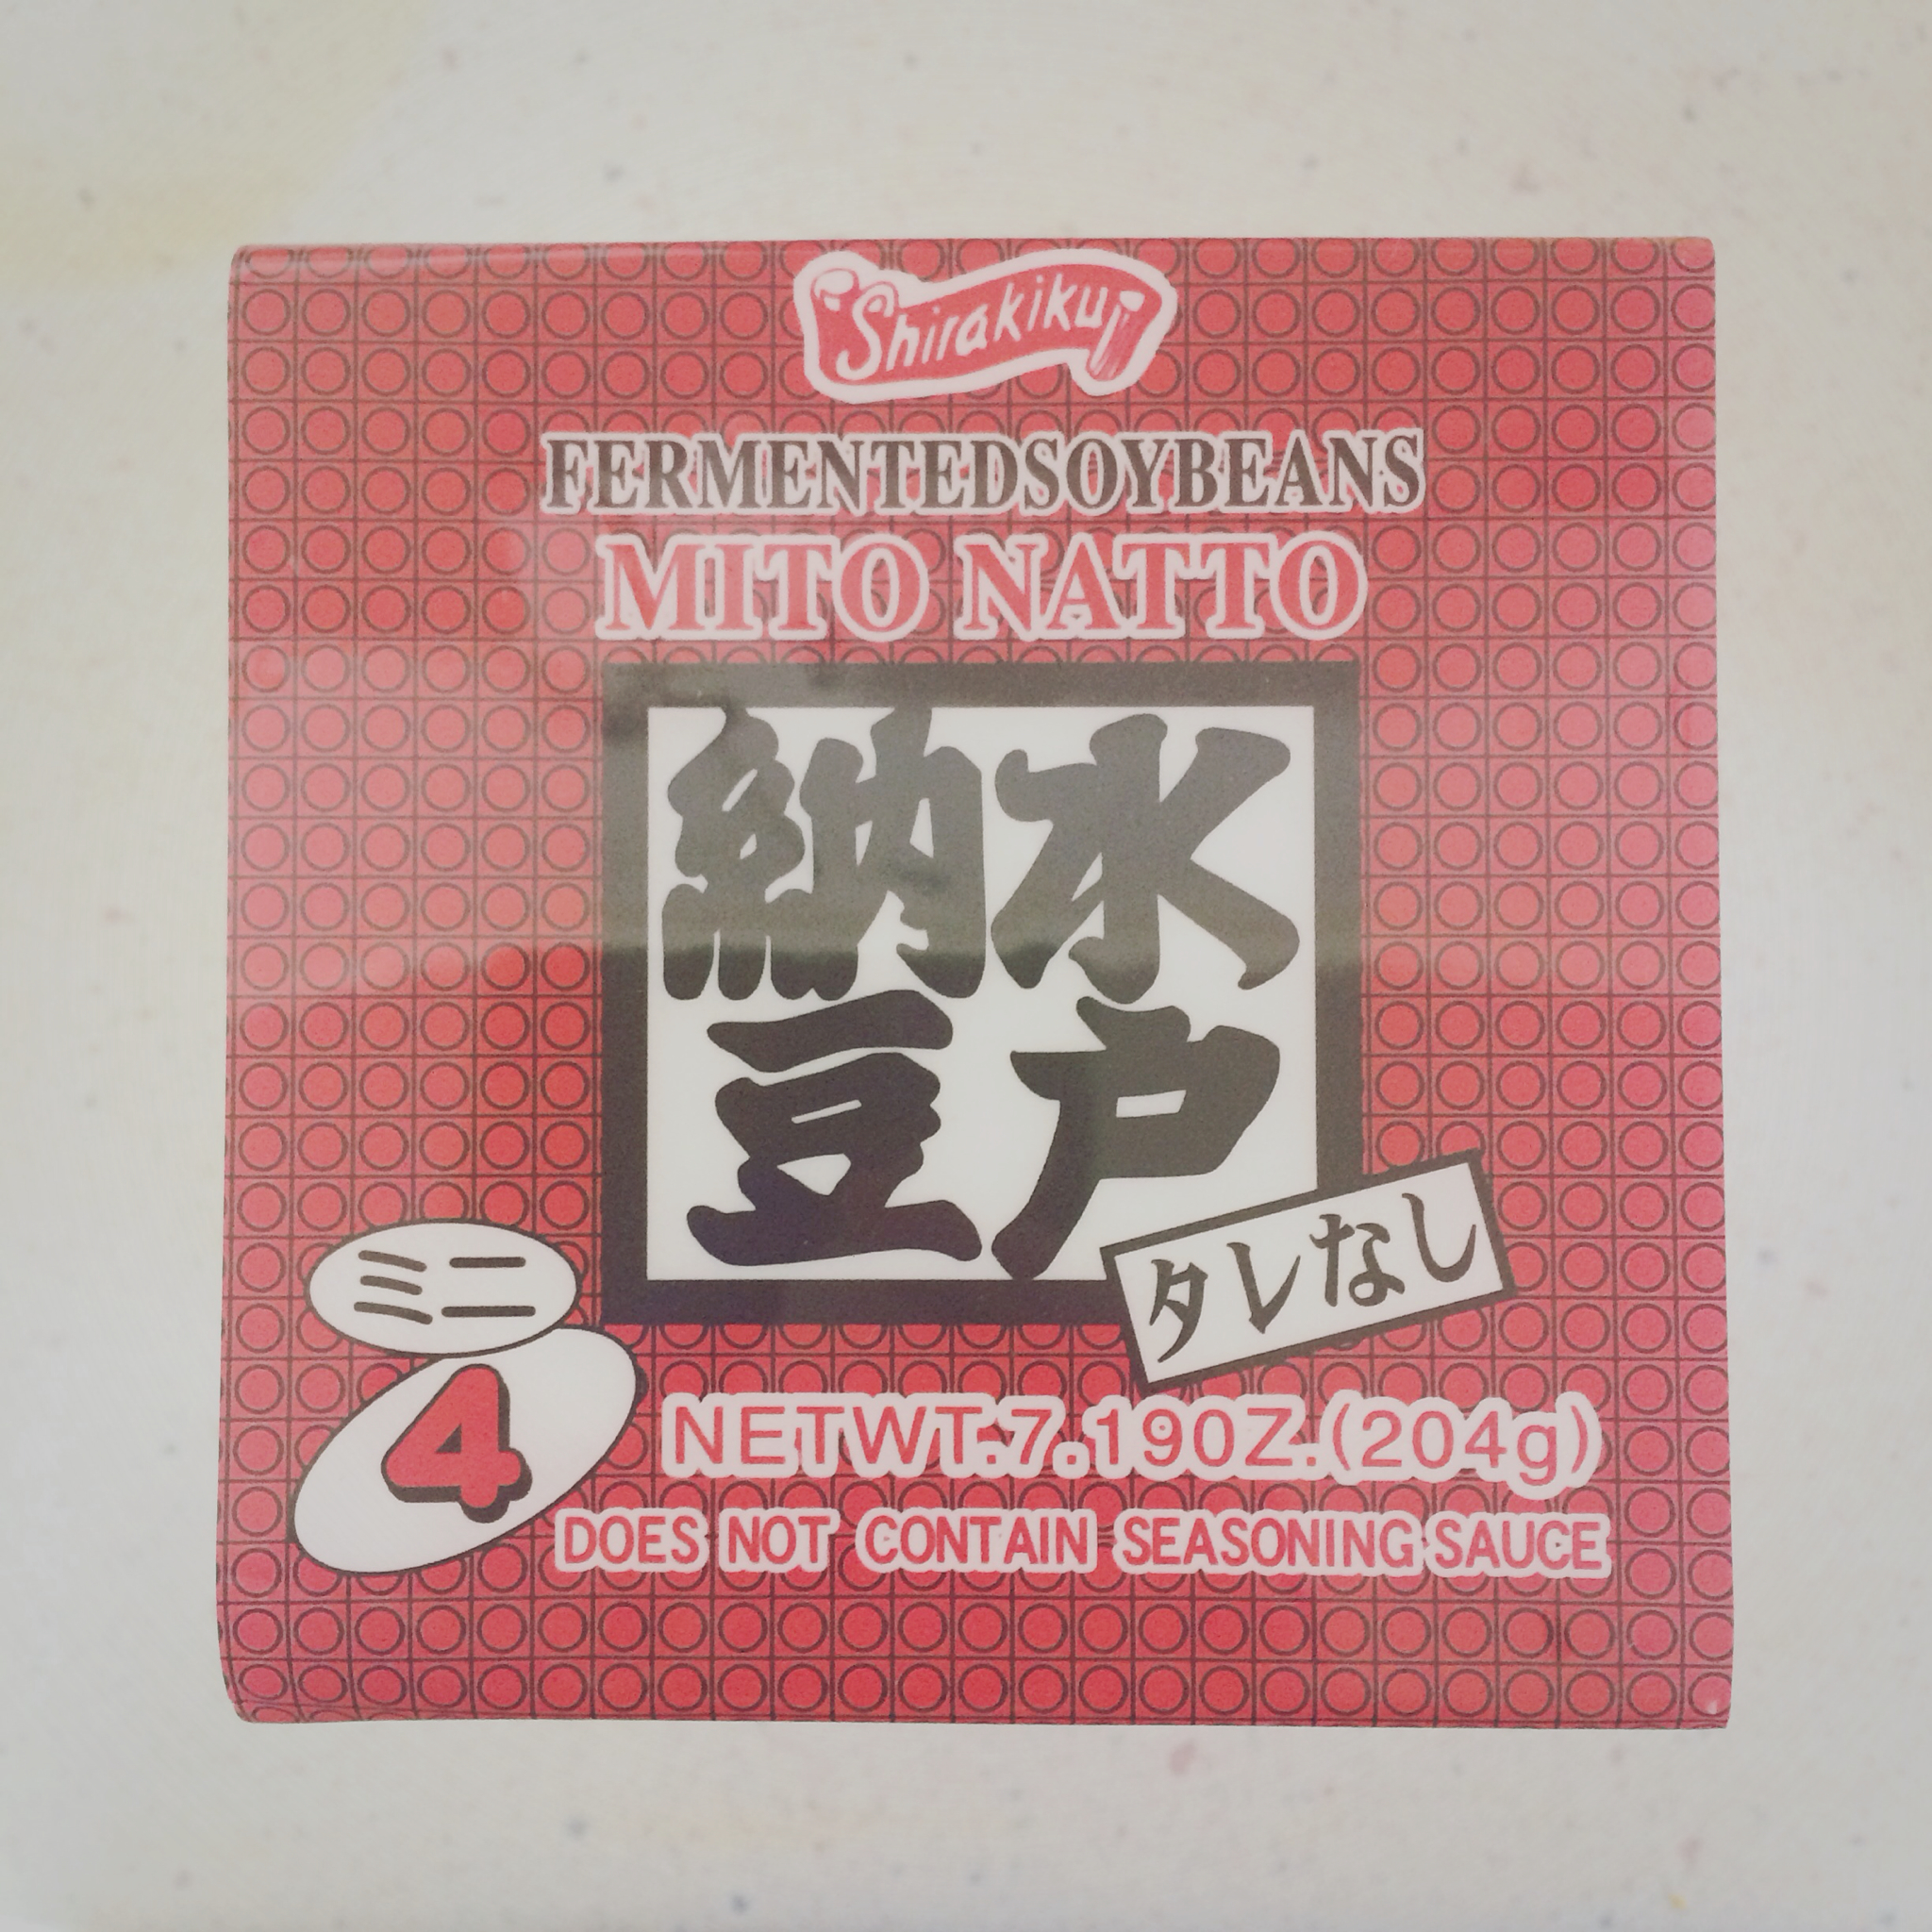 Shirakiku
FERMENTEDSOYBEANS
MITO NATTO
水戸
納豆
タレなし
ミニ
4
NETWT.7.19OZ.(204g)
DOES NOT CONTAIN SEASONING SAUCE